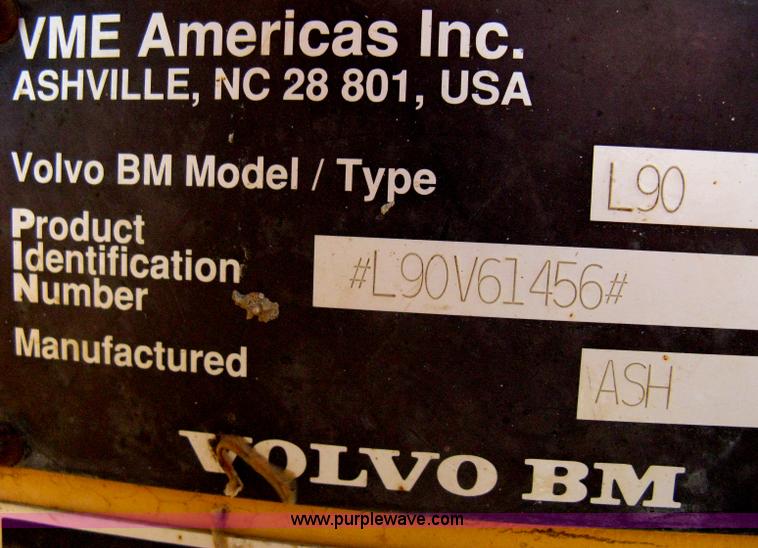 VME Americas Inc.
ASHVILLE, NC 28 801, USA
Volvo BM Model / Type L90
Product
Identification
Number #L90V61456#
Manufactured ASH
VOLVO BM
www.purplewave.com